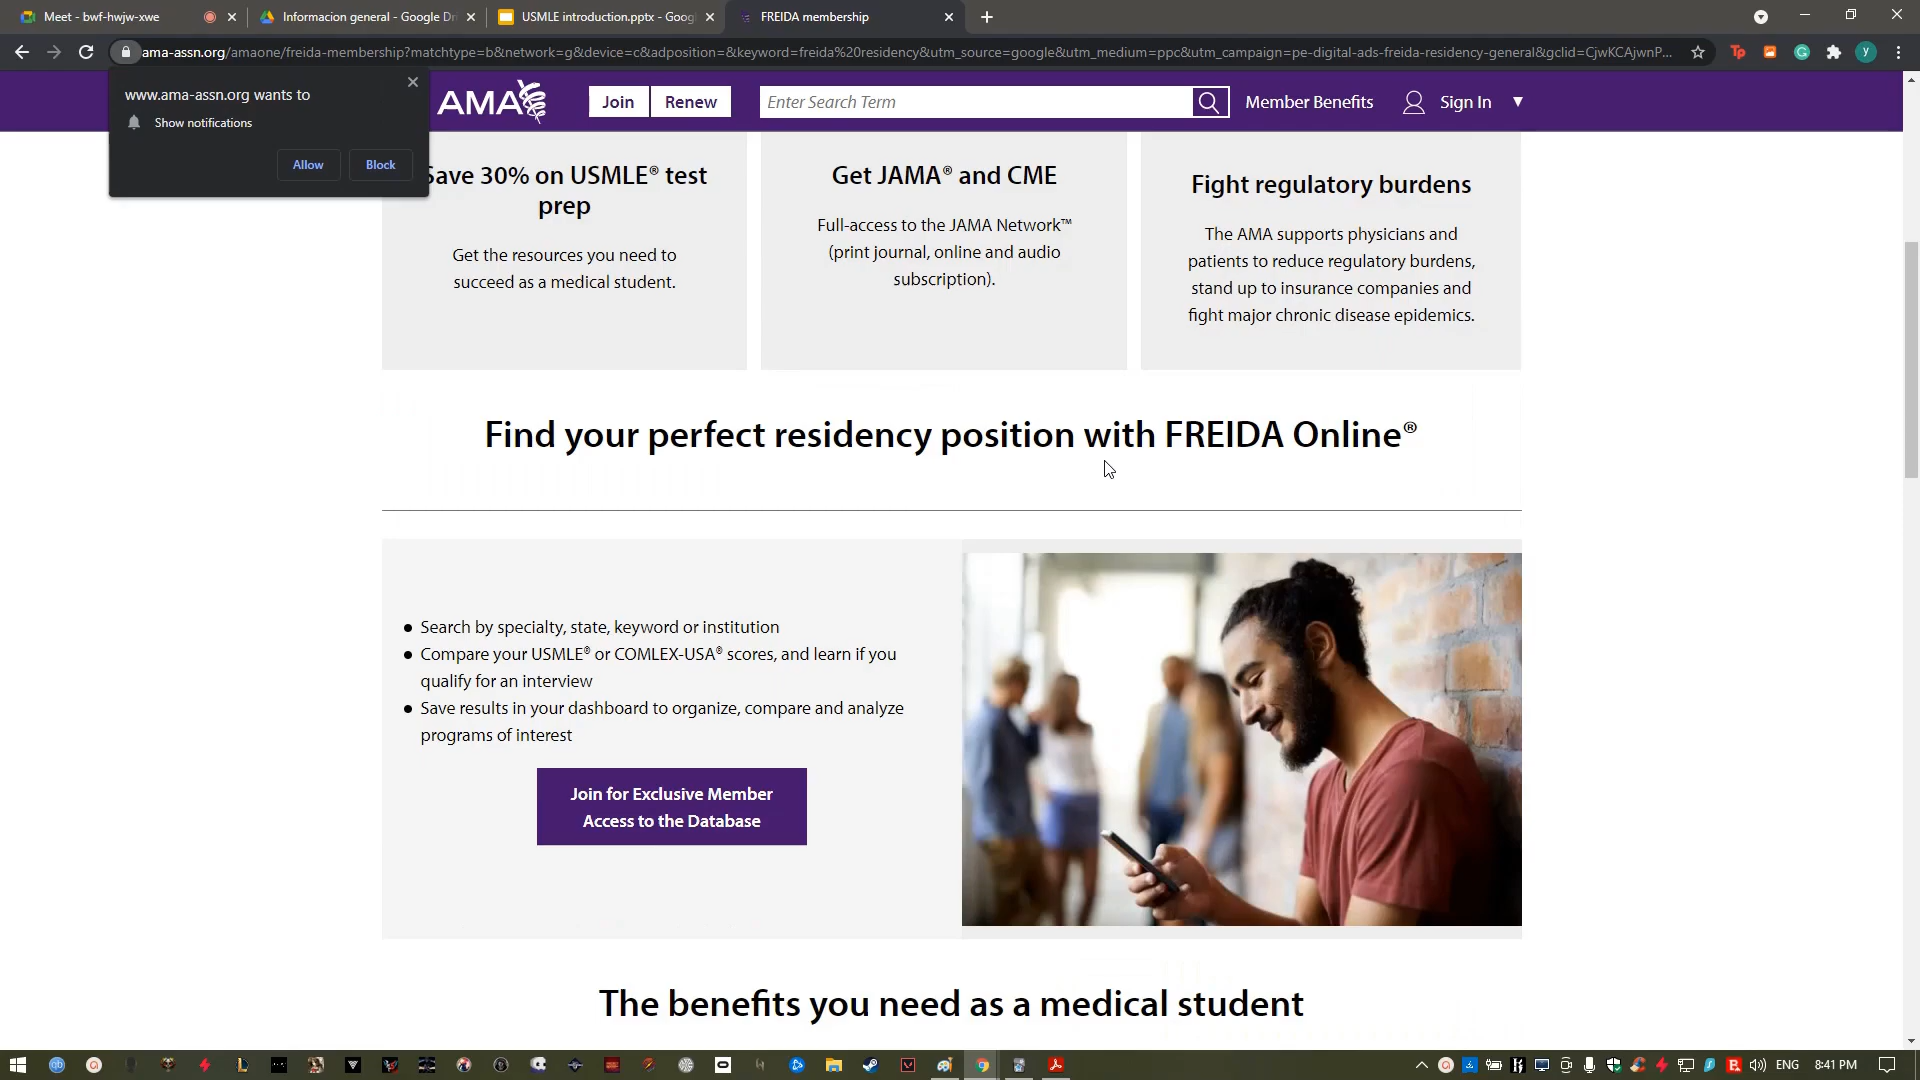 Meet - bwf-hwjw-xwe
Informacion general - Google Dri
USMLE introduction.pptx - Goog
FREIDA membership
ama-assn.org/amaone/freida-membership?matchtype=b&network=g&device=c&adposition=&keyword=freida%20residency&utm_source=google&utm_medium=ppc&utm_campaign=pe-digital-ads-freida-residency-general&gclid=CjwKCAjwnP...
www.ama-assn.org wants to
Show notifications
Allow
Block
AMA
Join
Renew
Enter Search Term
Member Benefits
Sign In
Save 30% on USMLE® test
prep
Get the resources you need to
succeed as a medical student.
Get JAMA® and CME
Full-access to the JAMA Network™
(print journal, online and audio
subscription).
Fight regulatory burdens
The AMA supports physicians and
patients to reduce regulatory burdens,
stand up to insurance companies and
fight major chronic disease epidemics.
Find your perfect residency position with FREIDA Online®
Search by specialty, state, keyword or institution
Compare your USMLE® or COMLEX-USA® scores, and learn if you
qualify for an interview
Save results in your dashboard to organize, compare and analyze
programs of interest
Join for Exclusive Member
Access to the Database
The benefits you need as a medical student
ENG
8:41 PM